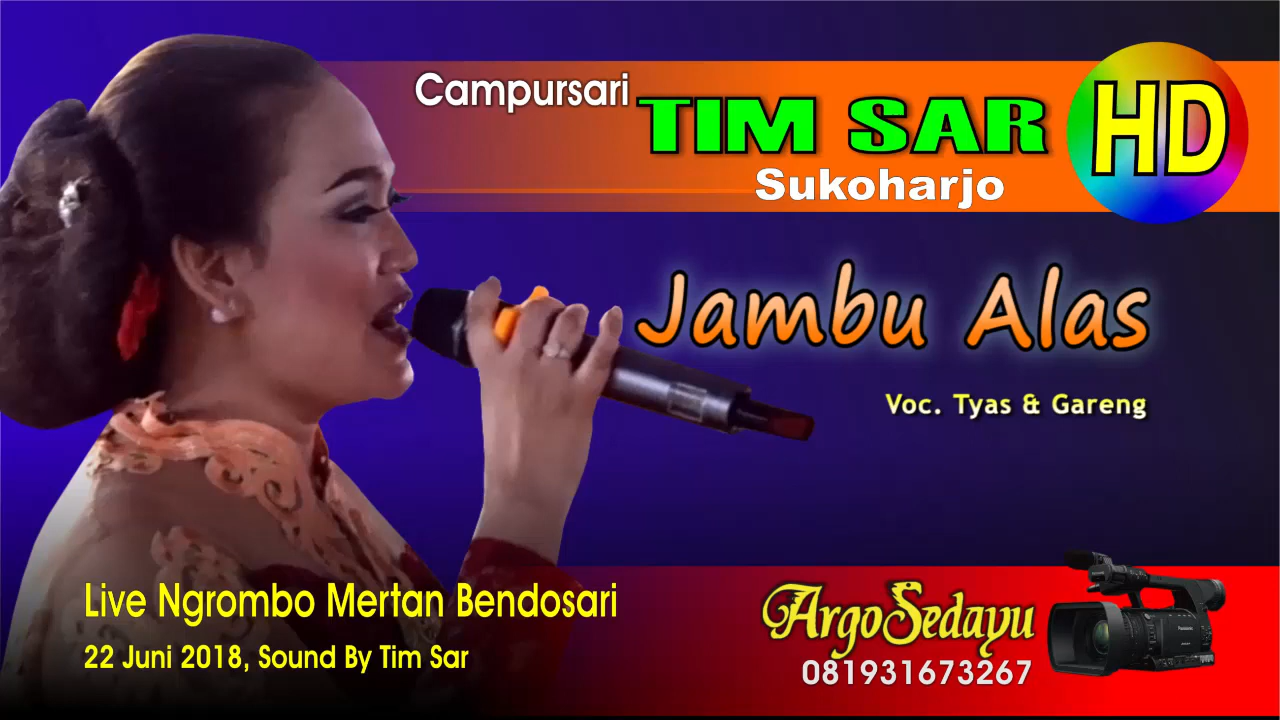 Campursari
TIM SAR
HD
Sukoharjo
Jambu Alas
Voc. Tyas & Gareng
Live Ngrombo Mertan Bendosari
22 Juni 2018, Sound By Tim Sar
ArgoSedayu
081931673267
Panasonic